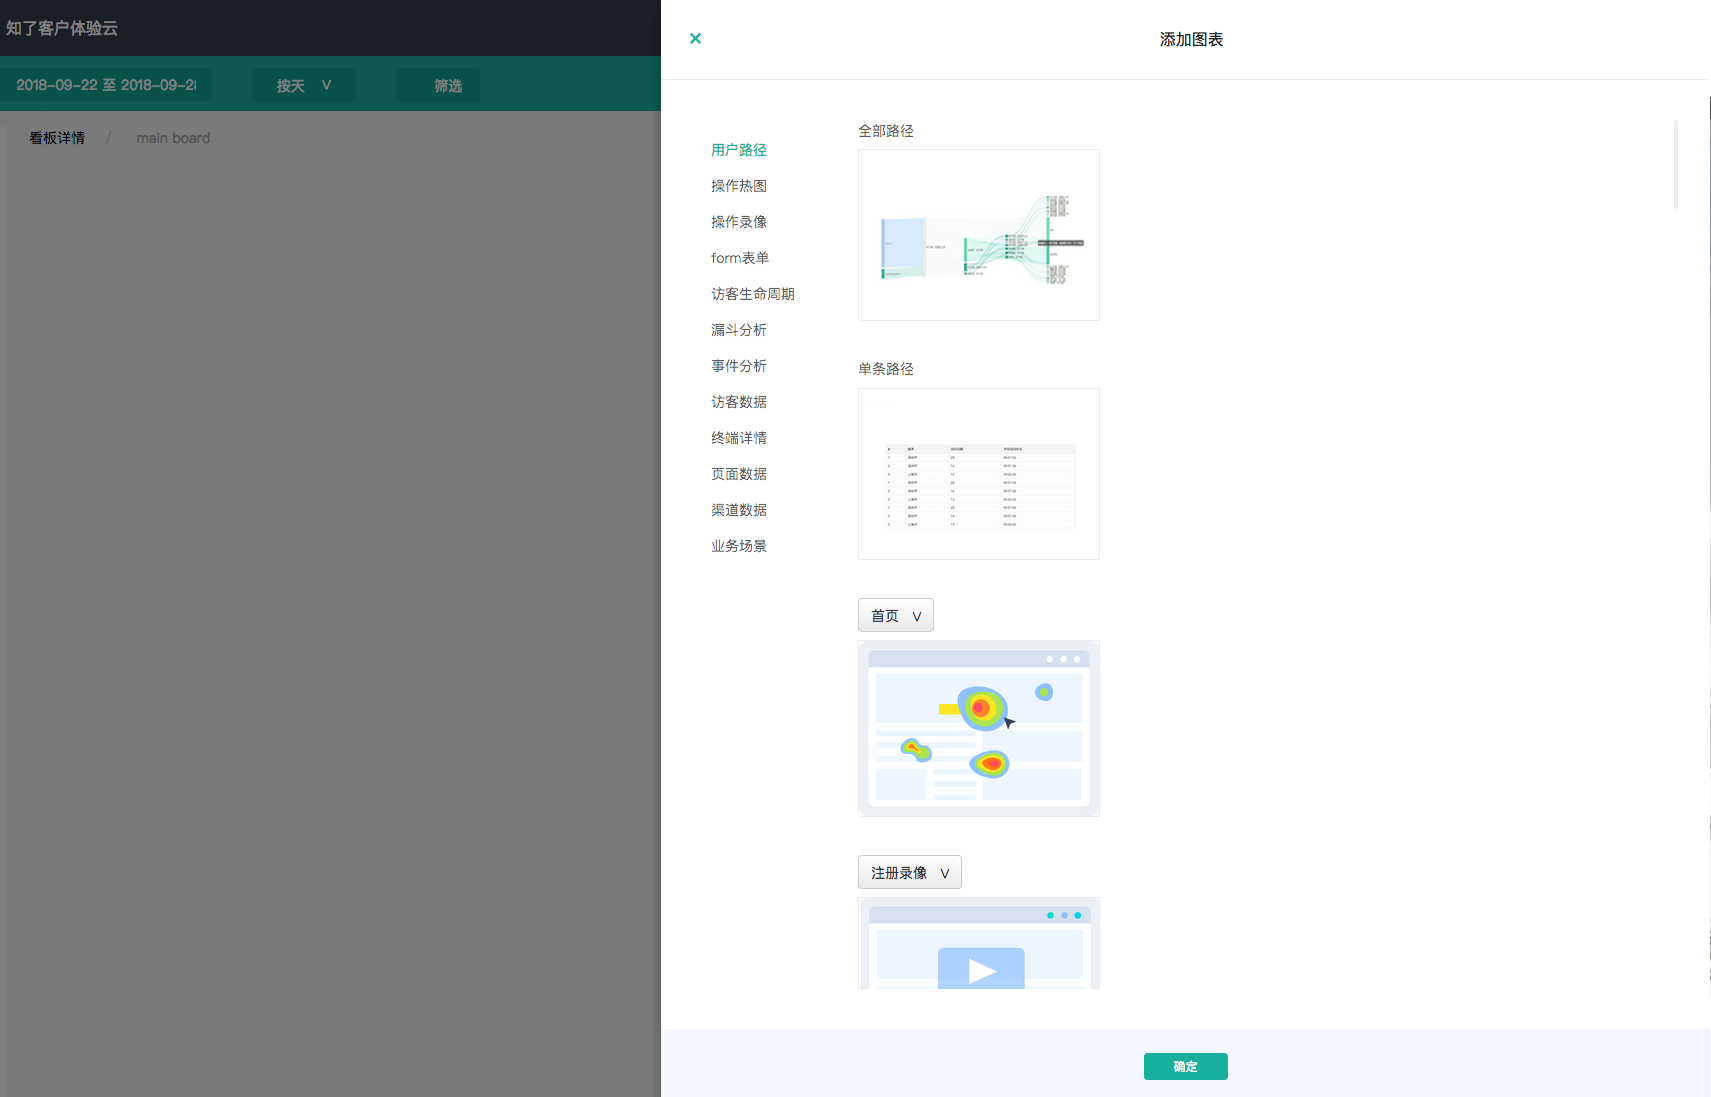 知了客户体验云
2018-09-22 至 2018-09-28
按天
筛选
看板详情 / main board
添加图表
用户路径
操作热图
操作录像
form表单
访客生命周期
漏斗分析
事件分析
访客数据
终端详情
页面数据
渠道数据
业务场景
全部路径
单条路径
首页
注册录像
确定